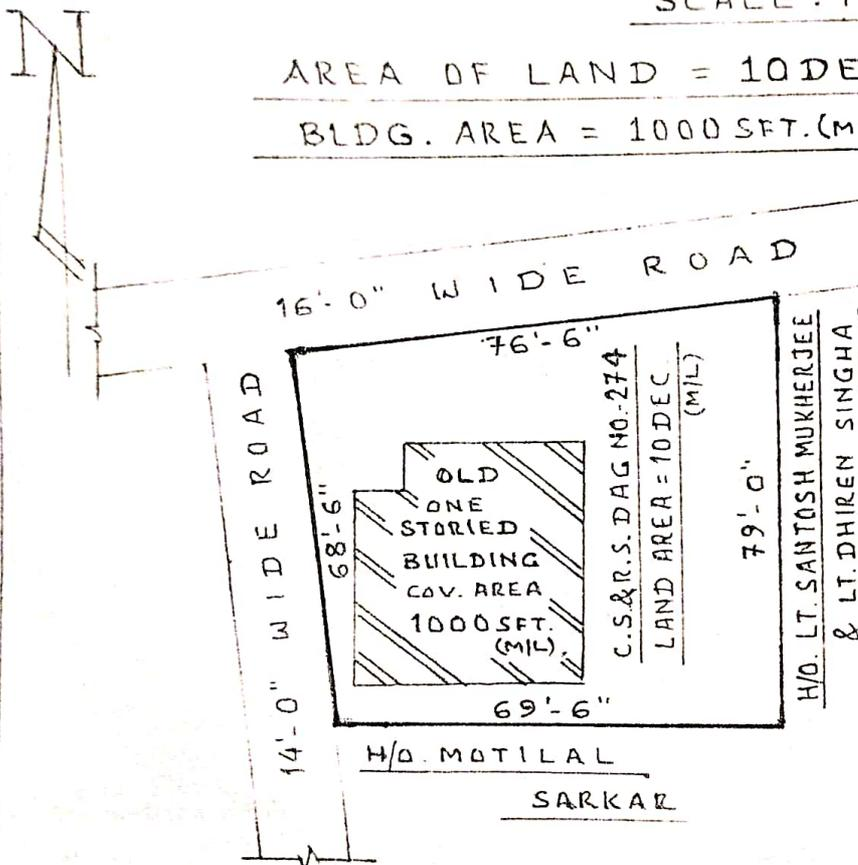 N
AREA OF LAND = 10 DE
BLDG. AREA = 1000 SFT. (M
16'-0" WIDE ROAD
76'-6"
14'-0" WIDE ROAD
68'-6"
OLD
ONE
STORIED
BUILDING
COV. AREA
1000 SFT.
(M/L).
C.S.&R.S. DAG NO.-274
LAND AREA = 10 DEC
(M/L)
79'-0"
H/O. LT. SANTOSH MUKHERJEE
& LT. DHIREN SINGHA
69'-6"
H/O. MOTILAL
SARKAR